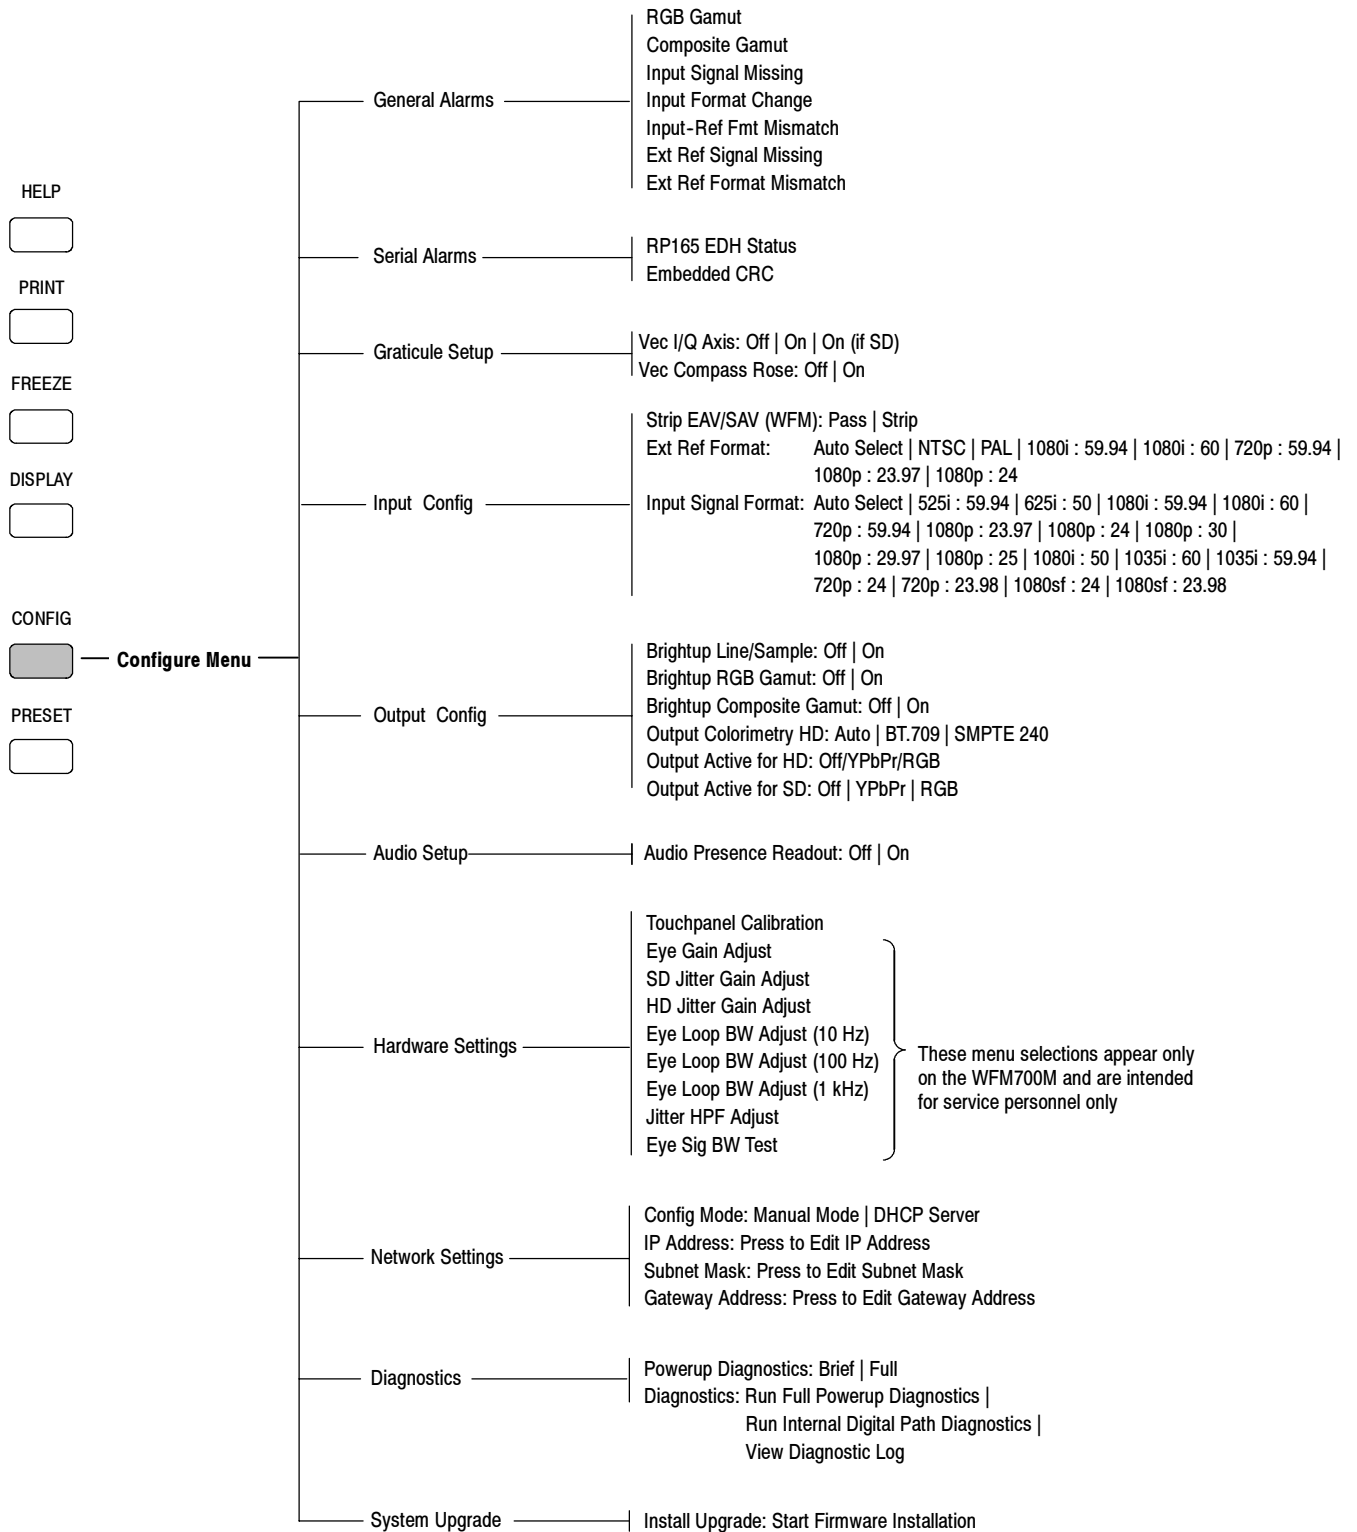 HELP
PRINT
FREEZE
DISPLAY
CONFIG
Configure Menu
PRESET
General Alarms
RGB Gamut
Composite Gamut
Input Signal Missing
Input Format Change
Input-Ref Fmt Mismatch
Ext Ref Signal Missing
Ext Ref Format Mismatch
Serial Alarms
RP165 EDH Status
Embedded CRC
Graticule Setup
Vec I/Q Axis: Off | On | On (if SD)
Vec Compass Rose: Off | On
Input Config
Strip EAV/SAV (WFM): Pass | Strip
Ext Ref Format: Auto Select | NTSC | PAL | 1080i : 59.94 | 1080i : 60 | 720p : 59.94 |
1080p : 23.97 | 1080p : 24
Input Signal Format: Auto Select | 525i : 59.94 | 625i : 50 | 1080i : 59.94 | 1080i : 60 |
720p : 59.94 | 1080p : 23.97 | 1080p : 24 | 1080p : 30 |
1080p : 29.97 | 1080p : 25 | 1080i : 50 | 1035i : 60 | 1035i : 59.94 |
720p : 24 | 720p : 23.98 | 1080sf : 24 | 1080sf : 23.98
Output Config
Brightup Line/Sample: Off | On
Brightup RGB Gamut: Off | On
Brightup Composite Gamut: Off | On
Output Colorimetry HD: Auto | BT.709 | SMPTE 240
Output Active for HD: Off/YPbPr/RGB
Output Active for SD: Off | YPbPr | RGB
Audio Setup
Audio Presence Readout: Off | On
Hardware Settings
Touchpanel Calibration
Eye Gain Adjust
SD Jitter Gain Adjust
HD Jitter Gain Adjust
Eye Loop BW Adjust (10 Hz)
Eye Loop BW Adjust (100 Hz)
Eye Loop BW Adjust (1 kHz)
Jitter HPF Adjust
Eye Sig BW Test
These menu selections appear only
on the WFM700M and are intended
for service personnel only
Network Settings
Config Mode: Manual Mode | DHCP Server
IP Address: Press to Edit IP Address
Subnet Mask: Press to Edit Subnet Mask
Gateway Address: Press to Edit Gateway Address
Diagnostics
Powerup Diagnostics: Brief | Full
Diagnostics: Run Full Powerup Diagnostics |
Run Internal Digital Path Diagnostics |
View Diagnostic Log
System Upgrade
Install Upgrade: Start Firmware Installation